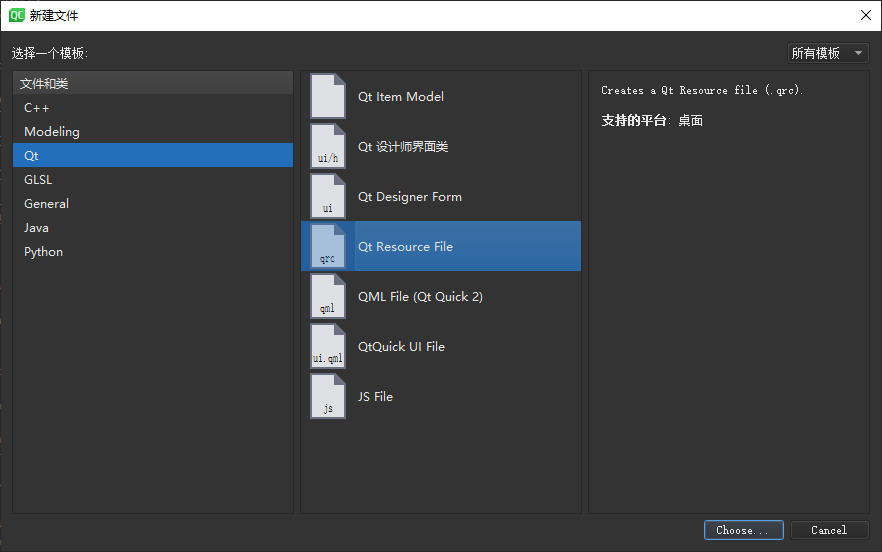 QC 新建文件
选择一个模板:
所有模板
文件和类
C++
Modeling
Qt
GLSL
General
Java
Python
Qt Item Model
ui/h
Qt 设计师界面类
ui
Qt Designer Form
qrc
Qt Resource File
qml
QML File (Qt Quick 2)
ui.qml
QtQuick UI File
js
JS File
Creates a Qt Resource file (.qrc).
支持的平台: 桌面
Choose...
Cancel